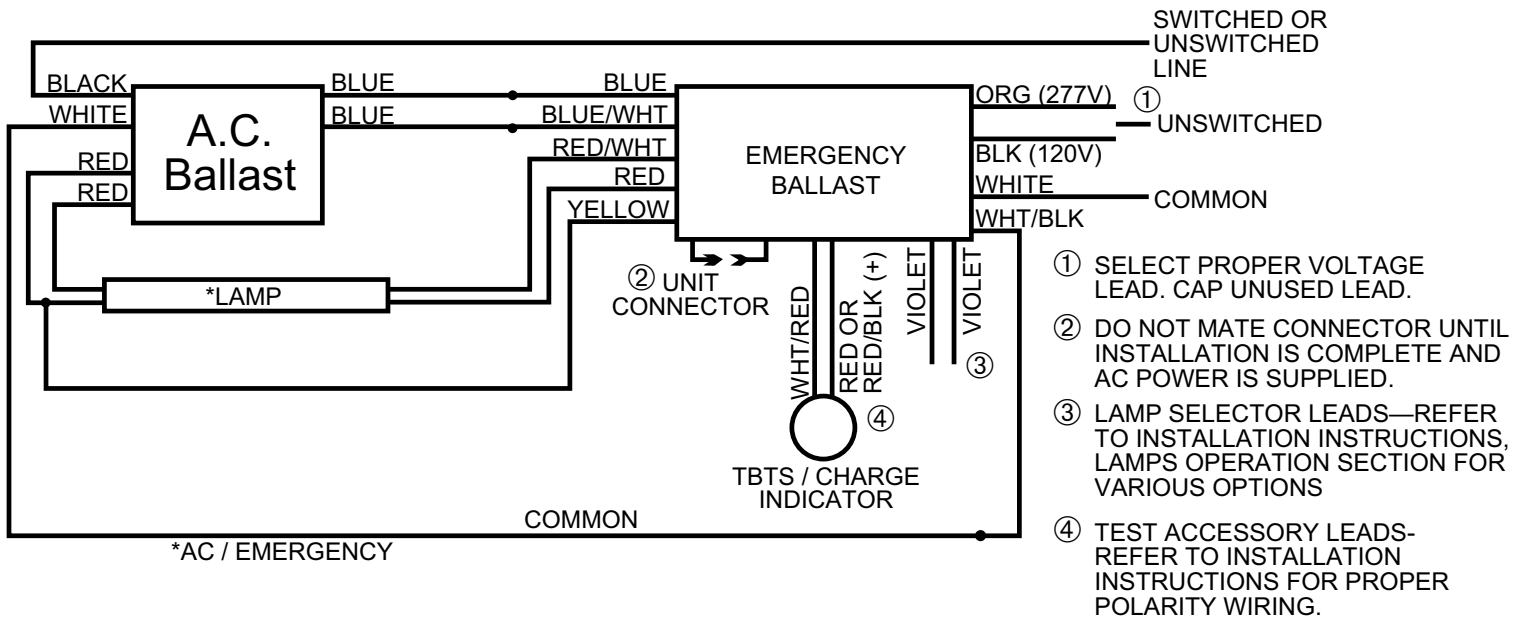 SWITCHED OR
UNSWITCHED
LINE
BLACK
WHITE
RED
RED
A.C.
Ballast
BLUE
BLUE
BLUE
BLUE/WHT
RED/WHT
RED
YELLOW
EMERGENCY
BALLAST
ORG (277V)
①
UNSWITCHED
BLK (120V)
WHITE
COMMON
WHT/BLK
*LAMP
② UNIT
CONNECTOR
WHT/RED
RED OR
RED/BLK (+)
VIOLET
VIOLET
③
④
TBTS / CHARGE
INDICATOR
COMMON
*AC / EMERGENCY
① SELECT PROPER VOLTAGE
LEAD. CAP UNUSED LEAD.
② DO NOT MATE CONNECTOR UNTIL
INSTALLATION IS COMPLETE AND
AC POWER IS SUPPLIED.
③ LAMP SELECTOR LEADS—REFER
TO INSTALLATION INSTRUCTIONS,
LAMPS OPERATION SECTION FOR
VARIOUS OPTIONS
④ TEST ACCESSORY LEADS-
REFER TO INSTALLATION
INSTRUCTIONS FOR PROPER
POLARITY WIRING.